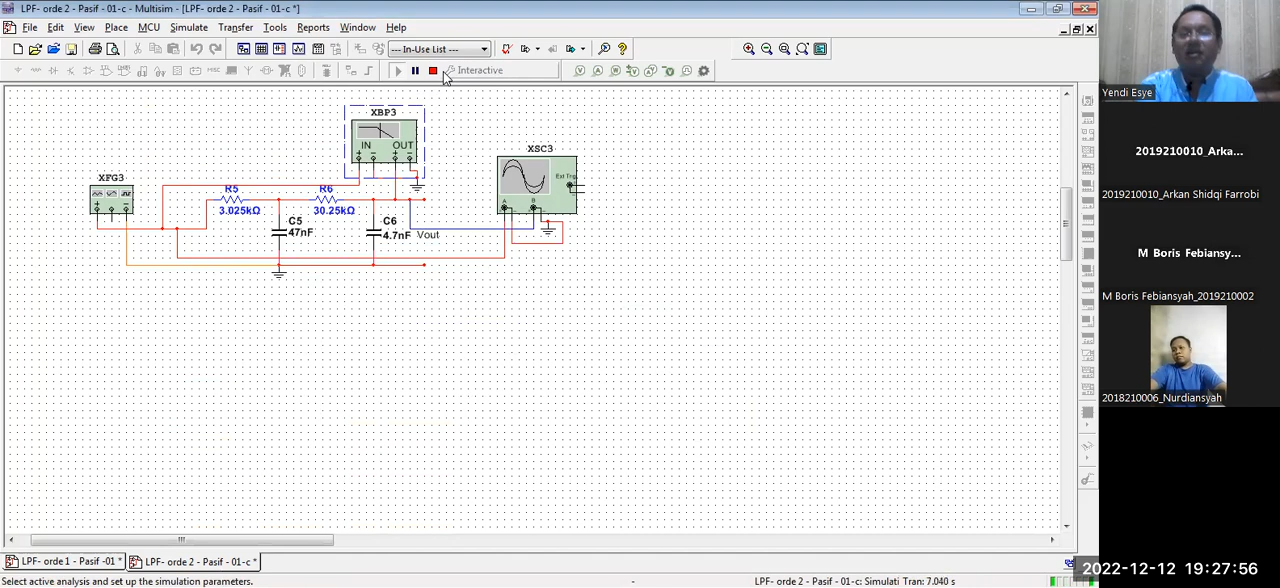 LPF- orde 2 - Pasif - 01-c - Multisim - [LPF- orde 2 - Pasif - 01-c *]
File Edit View Place MCU Simulate Transfer Tools Reports Window Help
--- In-Use List ---
Interactive
XBP3
IN OUT
XSC3
Ext Trg
A B
XFG3
R5
3.025kΩ
R6
30.25kΩ
C5
47nF
C6
4.7nF
Vout
LPF- orde 1 - Pasif -01 *
LPF- orde 2 - Pasif - 01-c *
Select active analysis and set up the simulation parameters.
-
LPF- orde 2 - Pasif - 01-c: Simulati Tran: 7.040 s
Yendi Esye
2019210010_Arka...
2019210010_Arkan Shidqi Farrobi
M Boris Febiansy...
M Boris Febiansyah_2019210002
2018210006_Nurdiansyah
2022-12-12 19:27:56